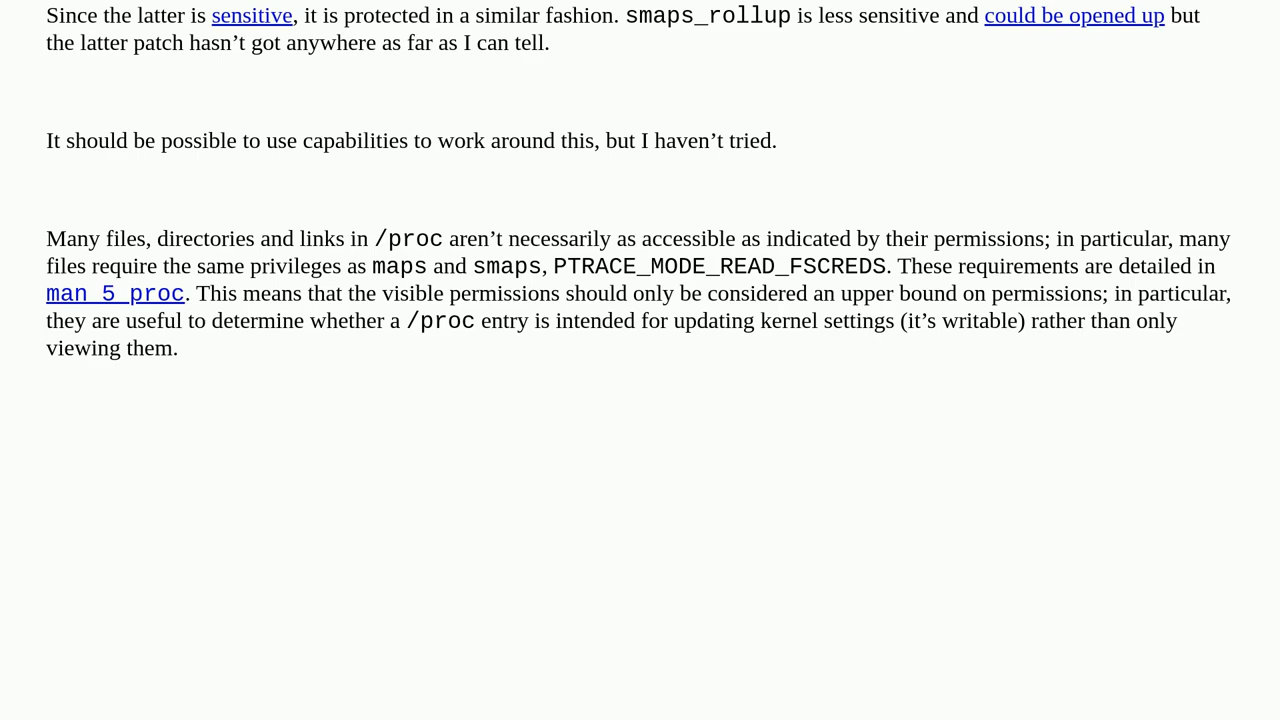 Since the latter is sensitive, it is protected in a similar fashion. smaps_rollup is less sensitive and could be opened up but
the latter patch hasn’t got anywhere as far as I can tell.
It should be possible to use capabilities to work around this, but I haven’t tried.
Many files, directories and links in /proc aren’t necessarily as accessible as indicated by their permissions; in particular, many
files require the same privileges as maps and smaps, PTRACE_MODE_READ_FSCREDS. These requirements are detailed in
man 5 proc. This means that the visible permissions should only be considered an upper bound on permissions; in particular,
they are useful to determine whether a /proc entry is intended for updating kernel settings (it’s writable) rather than only
viewing them.